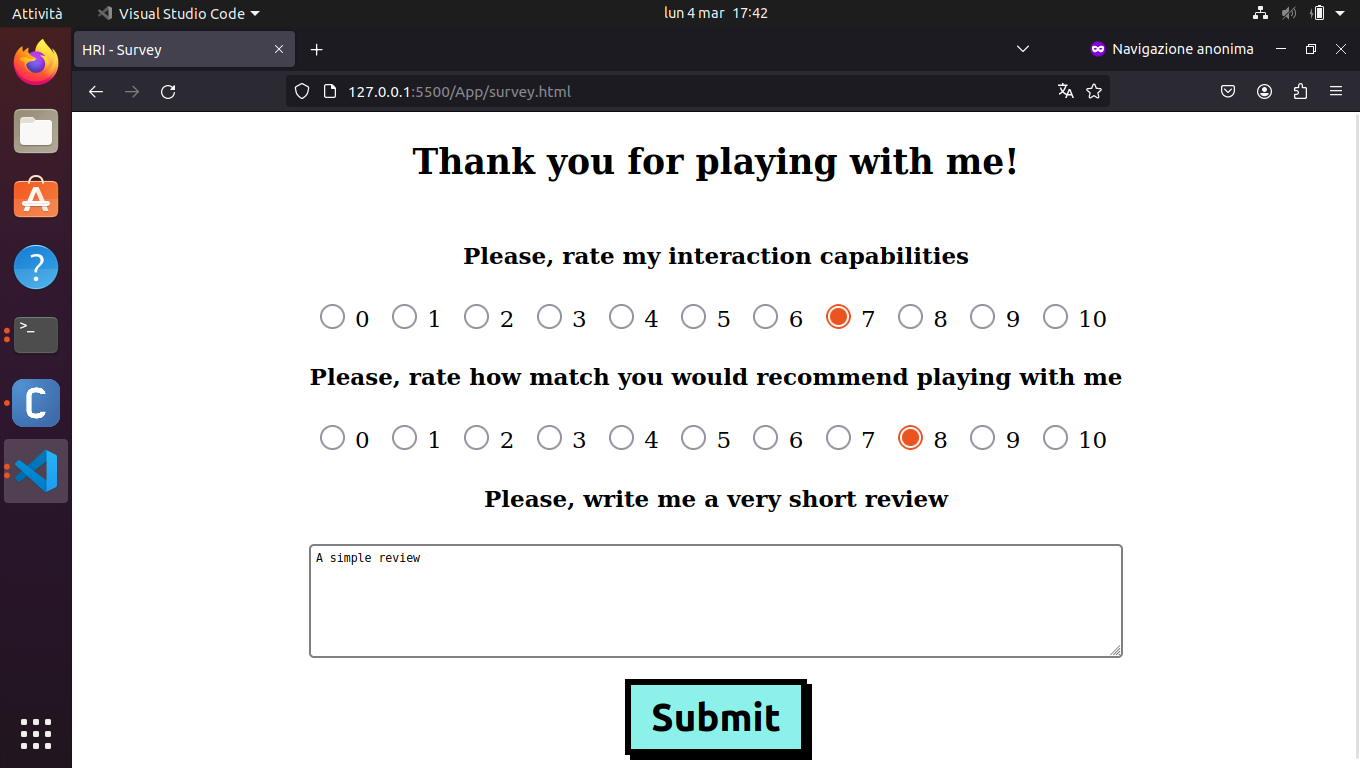 Attività Visual Studio Code lun 4 mar 17:42
HRI - Survey Navigazione anonima
127.0.0.1:5500/App/survey.html
Thank you for playing with me!
Please, rate my interaction capabilities
0 1 2 3 4 5 6 7 8 9 10
Please, rate how match you would recommend playing with me
0 1 2 3 4 5 6 7 8 9 10
Please, write me a very short review
A simple review
Submit